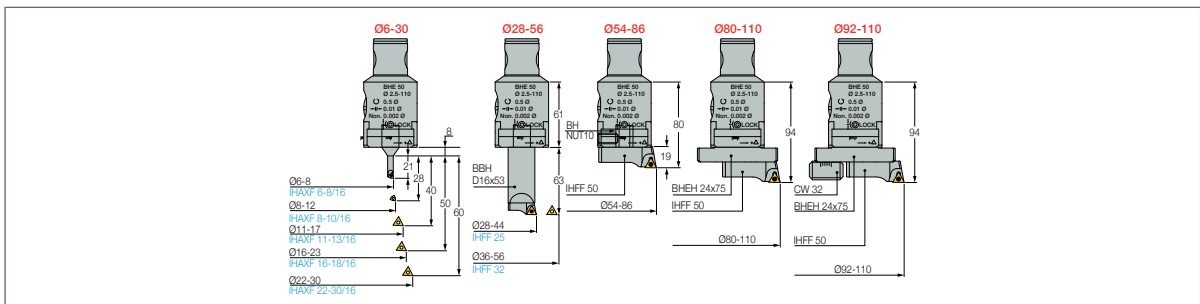 Ø6-30
BHE 50
Ø 2.5-110
0.5 Ø
0.01 Ø
Non. 0.002 Ø
LOCK
8
21
28
40
50
60
Ø6-8
IHAXF 6-8/16
Ø8-12
IHAXF 8-10/16
Ø11-17
IHAXF 11-13/16
Ø16-23
IHAXF 16-18/16
Ø22-30
IHAXF 22-30/16
Ø28-56
BHE 50
Ø 2.5-110
0.5 Ø
0.01 Ø
Non. 0.002 Ø
LOCK
61
63
BBH
D16x53
Ø28-44
IHFF 25
Ø36-56
IHFF 32
Ø54-86
BHE 50
Ø 2.5-110
0.5 Ø
0.01 Ø
Non. 0.002 Ø
LOCK
BH
NUT10
80
19
IHFF 50
Ø54-86
Ø80-110
BHE 50
Ø 2.5-110
0.5 Ø
0.01 Ø
Non. 0.002 Ø
LOCK
94
BHEH 24x75
IHFF 50
Ø80-110
Ø92-110
BHE 50
Ø 2.5-110
0.5 Ø
0.01 Ø
Non. 0.002 Ø
LOCK
94
CW 32
BHEH 24x75
IHFF 50
Ø92-110